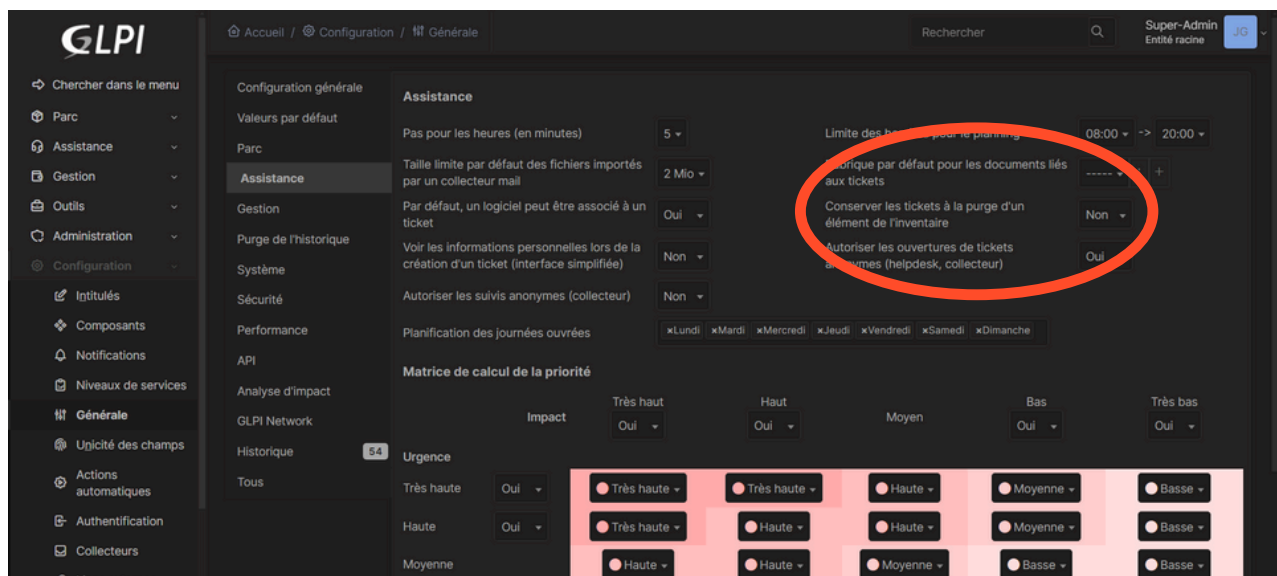 GLPI
Accueil / Configuration / Générale
Rechercher
Super-Admin
Entité racine
JG
Chercher dans le menu
Parc
Assistance
Gestion
Outils
Administration
Configuration
Intitulés
Composants
Notifications
Niveaux de services
Générale
Unicité des champs
Actions
automatiques
Authentification
Collecteurs
Configuration générale
Valeurs par défaut
Parc
Assistance
Gestion
Purge de l'historique
Système
Sécurité
Performance
API
Analyse d'impact
GLPI Network
Historique 54
Tous
Assistance
Pas pour les heures (en minutes) 5
Limite des pour le planning 08:00 -> 20:00
Taille limite par défaut des fichiers importés
par un collecteur mail
2 Mio
par défaut pour les documents liés
aux tickets
-----
+
Par défaut, un logiciel peut être associé à un
ticket
Oui
Conserver les tickets à la purge d'un
élément de l'inventaire
Non
Voir les informations personnelles lors de la
création d'un ticket (interface simplifiée)
Non
Autoriser les ouvertures de tickets
anonymes (helpdesk, collecteur)
Oui
Autoriser les suivis anonymes (collecteur) Non
Planification des journées ouvrées ×Lundi ×Mardi ×Mercredi ×Jeudi ×Vendredi ×Samedi ×Dimanche
Matrice de calcul de la priorité
Impact
Très haut Haut Moyen Bas Très bas
Oui Oui Oui Oui
Urgence
Très haute Oui Très haute Très haute Haute Moyenne Basse
Haute Oui Très haute Haute Haute Moyenne Basse
Moyenne Haute Haute Moyenne Basse Basse